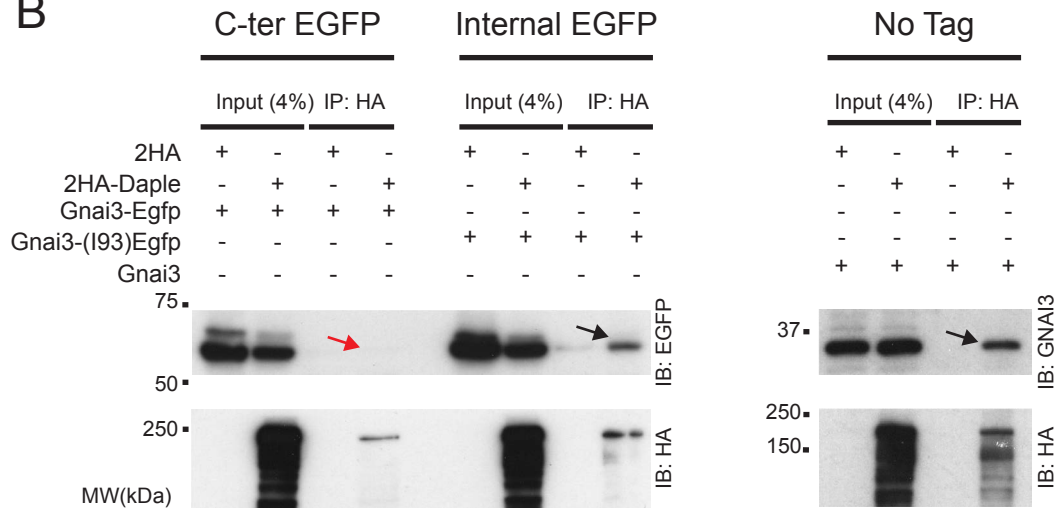 B
C-ter EGFP Internal EGFP No Tag
Input (4%) IP: HA Input (4%) IP: HA Input (4%) IP: HA
2HA + - + - + - + - + - + -
2HA-Daple - + - + - + - + - + - +
Gnai3-Egfp + + + + - - - - - - - -
Gnai3-(I93)Egfp - - - - + + + + - - - -
Gnai3 - - - - - - - - + + + +
75
50
IB: EGFP
37
IB: GNAI3
250
IB: HA
250
150
IB: HA
MW(kDa)